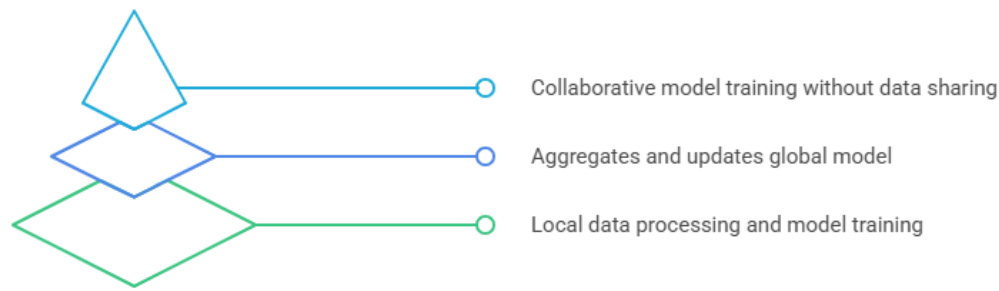 Collaborative model training without data sharing
Aggregates and updates global model
Local data processing and model training